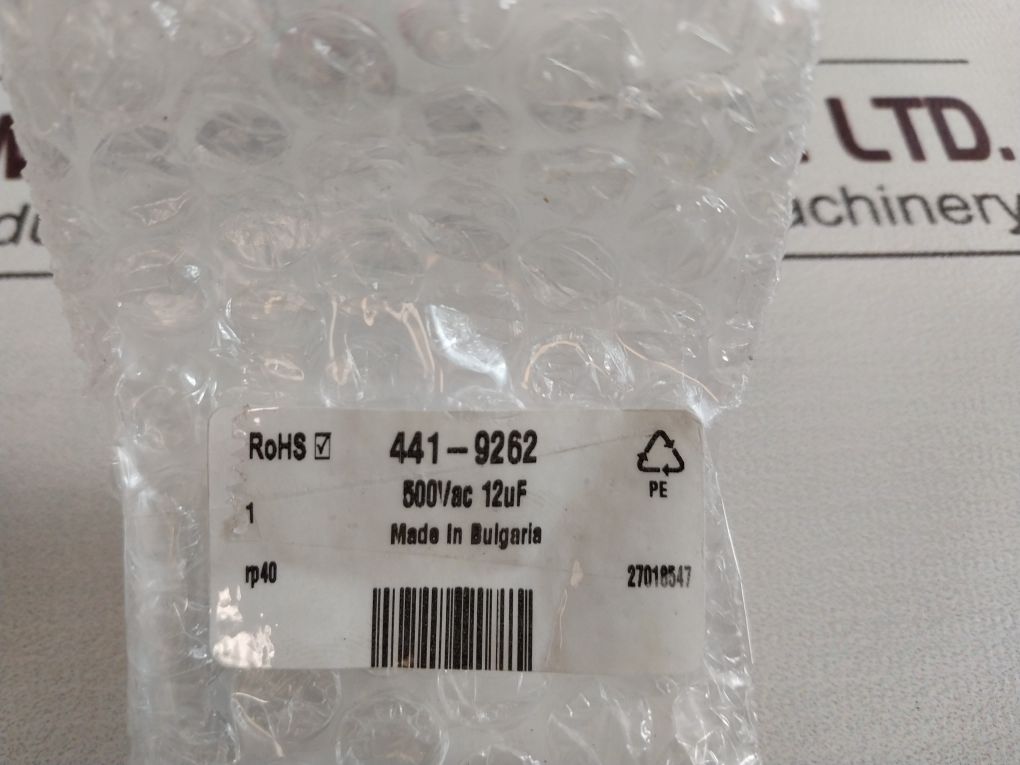 LTD.
achinery
RoHS ☑
441-9262
500Vac 12uF
1
Made in Bulgaria
PE
rp40
27018547